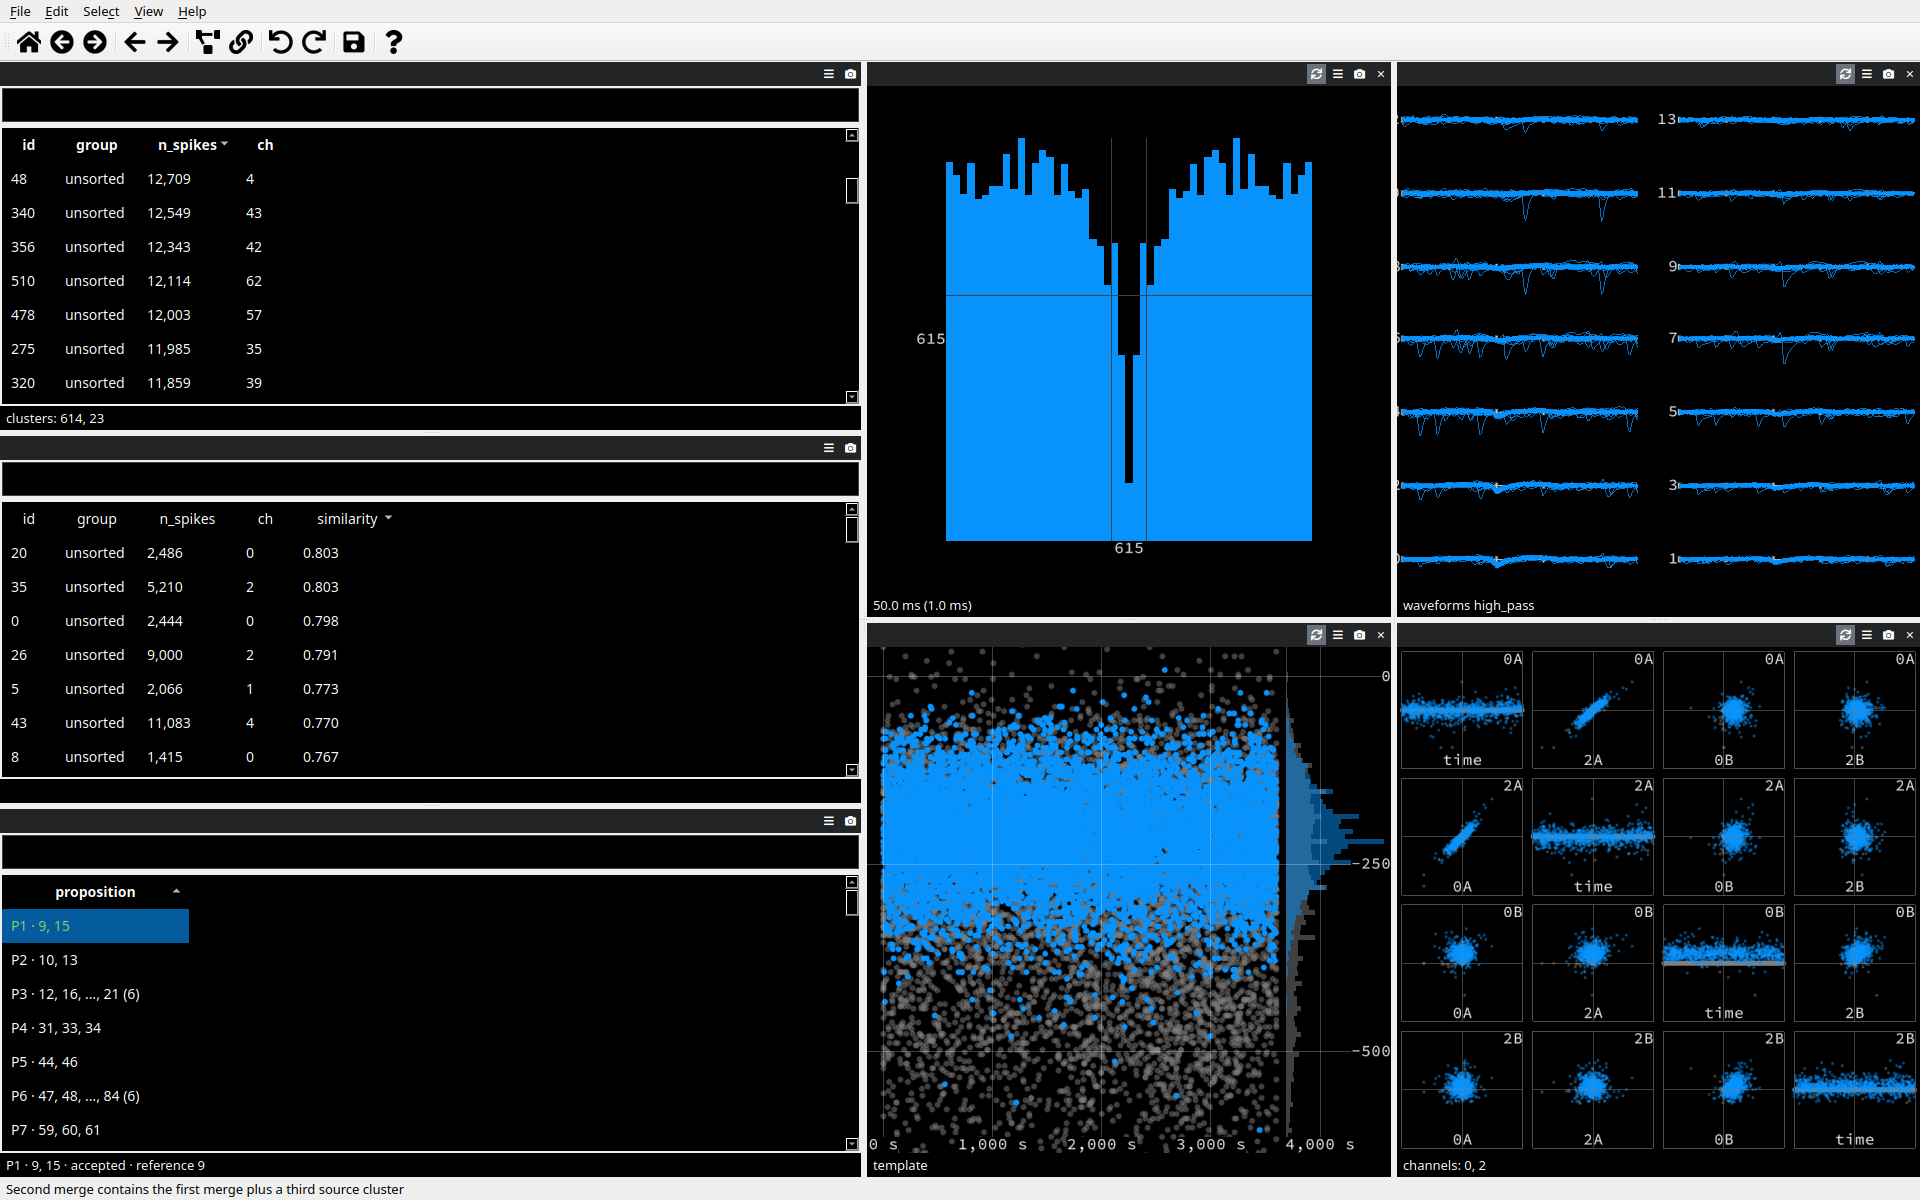 File Edit Select View Help
id group n_spikes ch
48 unsorted 12,709 4
340 unsorted 12,549 43
356 unsorted 12,343 42
510 unsorted 12,114 62
478 unsorted 12,003 57
275 unsorted 11,985 35
320 unsorted 11,859 39
clusters: 614, 23
id group n_spikes ch similarity
20 unsorted 2,486 0 0.803
35 unsorted 5,210 2 0.803
0 unsorted 2,444 0 0.798
26 unsorted 9,000 2 0.791
5 unsorted 2,066 1 0.773
43 unsorted 11,083 4 0.770
8 unsorted 1,415 0 0.767
proposition
P1 · 9, 15
P2 · 10, 13
P3 · 12, 16, ..., 21 (6)
P4 · 31, 33, 34
P5 · 44, 46
P6 · 47, 48, ..., 84 (6)
P7 · 59, 60, 61
P1 · 9, 15 · accepted · reference 9
615
615
50.0 ms (1.0 ms)
13
11
9
7
5
3
1
waveforms high_pass
0
-250
-500
0 s 1,000 s 2,000 s 3,000 s 4,000 s
template
0A 0A 0A 0A
time 2A 0B 2B
2A 2A 2A 2A
0A time 0B 2B
0B 0B 0B 0B
0A 2A time 2B
2B 2B 2B 2B
0A 2A 0B time
channels: 0, 2
Second merge contains the first merge plus a third source cluster